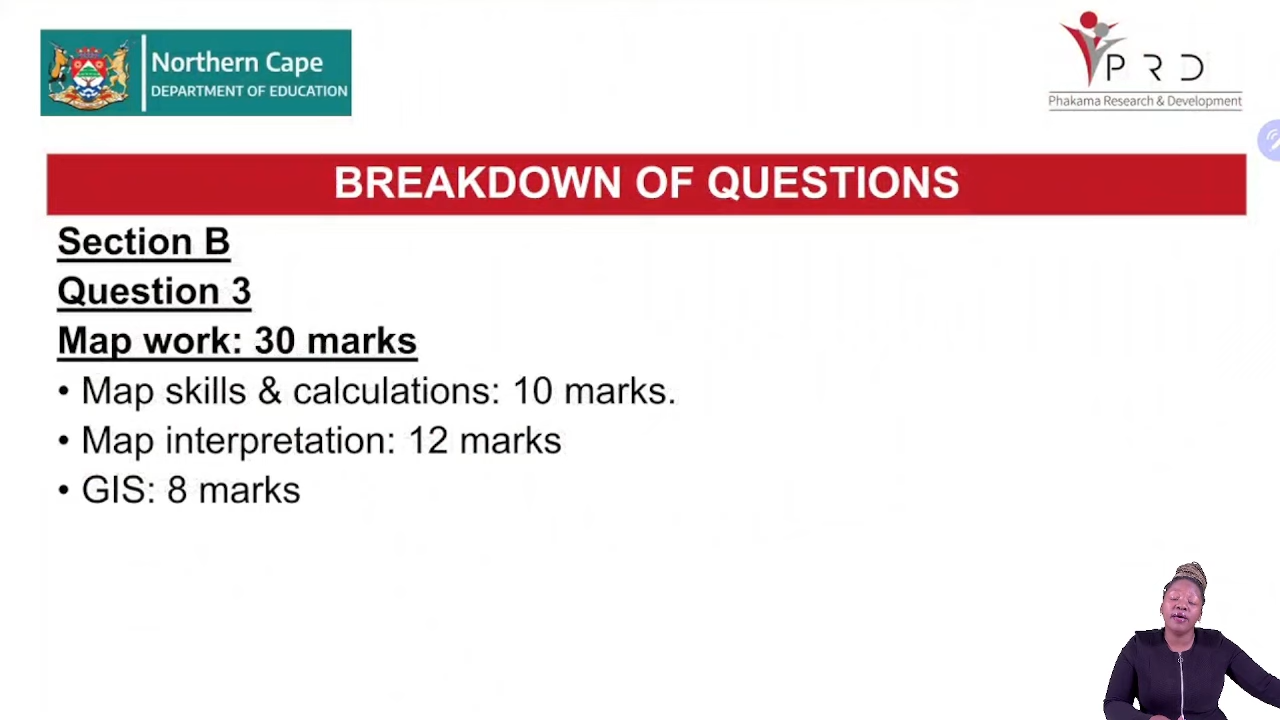 Northern Cape
DEPARTMENT OF EDUCATION
PRD
Phakama Research & Development
BREAKDOWN OF QUESTIONS
Section B
Question 3
Map work: 30 marks
• Map skills & calculations: 10 marks.
• Map interpretation: 12 marks
• GIS: 8 marks